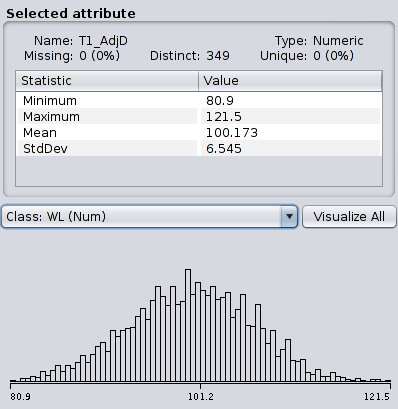 Selected attribute
Name: T1_AdjD Type: Numeric
Missing: 0 (0%) Distinct: 349 Unique: 0 (0%)
Statistic Value
Minimum 80.9
Maximum 121.5
Mean 100.173
StdDev 6.545
Class: WL (Num) Visualize All
80.9 101.2 121.5